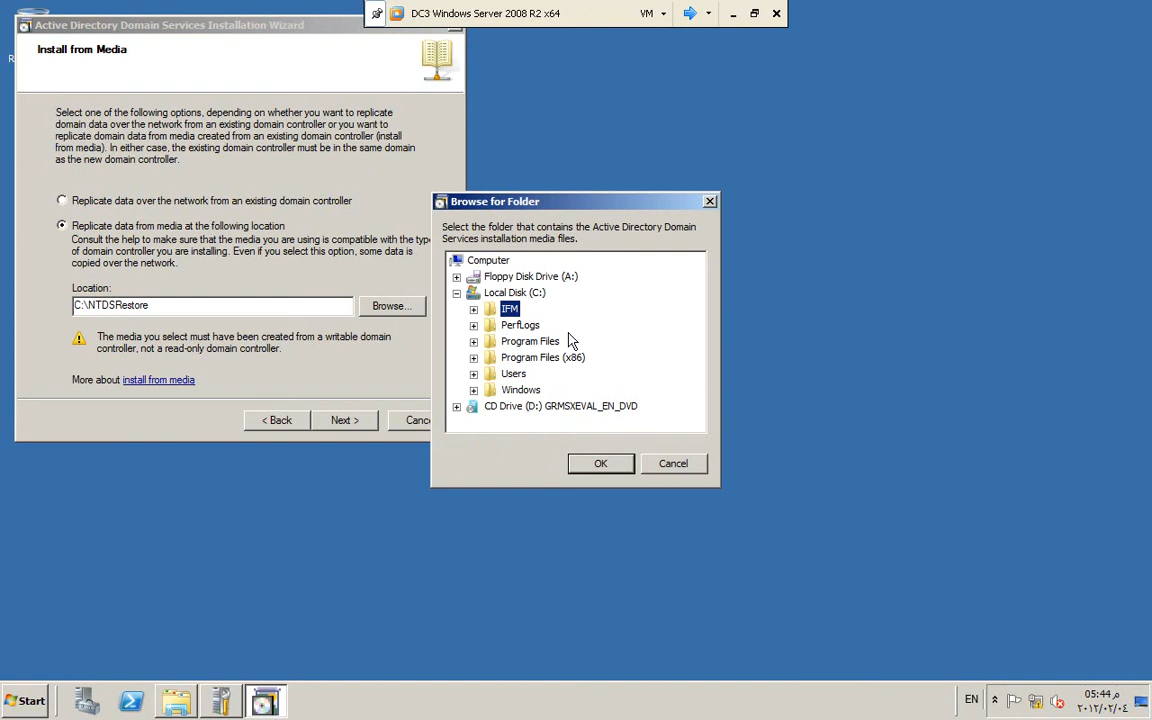 DC3 Windows Server 2008 R2 x64
VM
Active Directory Domain Services Installation Wizard
Install from Media
Select one of the following options, depending on whether you want to replicate
domain data over the network from an existing domain controller or you want to
replicate domain data from media created from an existing domain controller (install
from media). In either case, the existing domain controller must be in the same domain
as the new domain controller.
Replicate data over the network from an existing domain controller
Replicate data from media at the following location
Consult the help to make sure that the media you are using is compatible with the type
of domain controller you are installing. Even if you select this option, some data is
copied over the network.
Location:
C:\NTDSRestore
Browse...
The media you select must have been created from a writable domain
controller, not a read-only domain controller.
More about install from media
< Back
Next >
Canc
Browse for Folder
Select the folder that contains the Active Directory Domain
Services installation media files.
Computer
Floppy Disk Drive (A:)
Local Disk (C:)
IFM
PerfLogs
Program Files
Program Files (x86)
Users
Windows
CD Drive (D:) GRMSXEVAL_EN_DVD
OK
Cancel
Start
EN
05:44 م
٢٠١٢/٠٢/٠٤